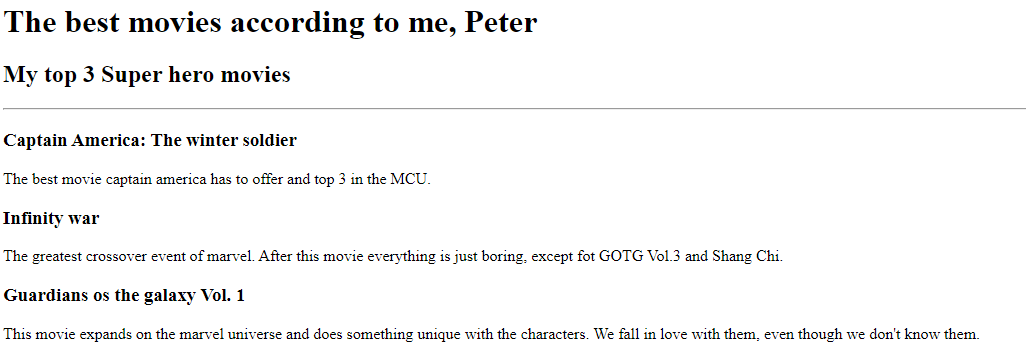 The best movies according to me, Peter
My top 3 Super hero movies
Captain America: The winter soldier
The best movie captain america has to offer and top 3 in the MCU.
Infinity war
The greatest crossover event of marvel. After this movie everything is just boring, except fot GOTG Vol.3 and Shang Chi.
Guardians os the galaxy Vol. 1
This movie expands on the marvel universe and does something unique with the characters. We fall in love with them, even though we don't know them.